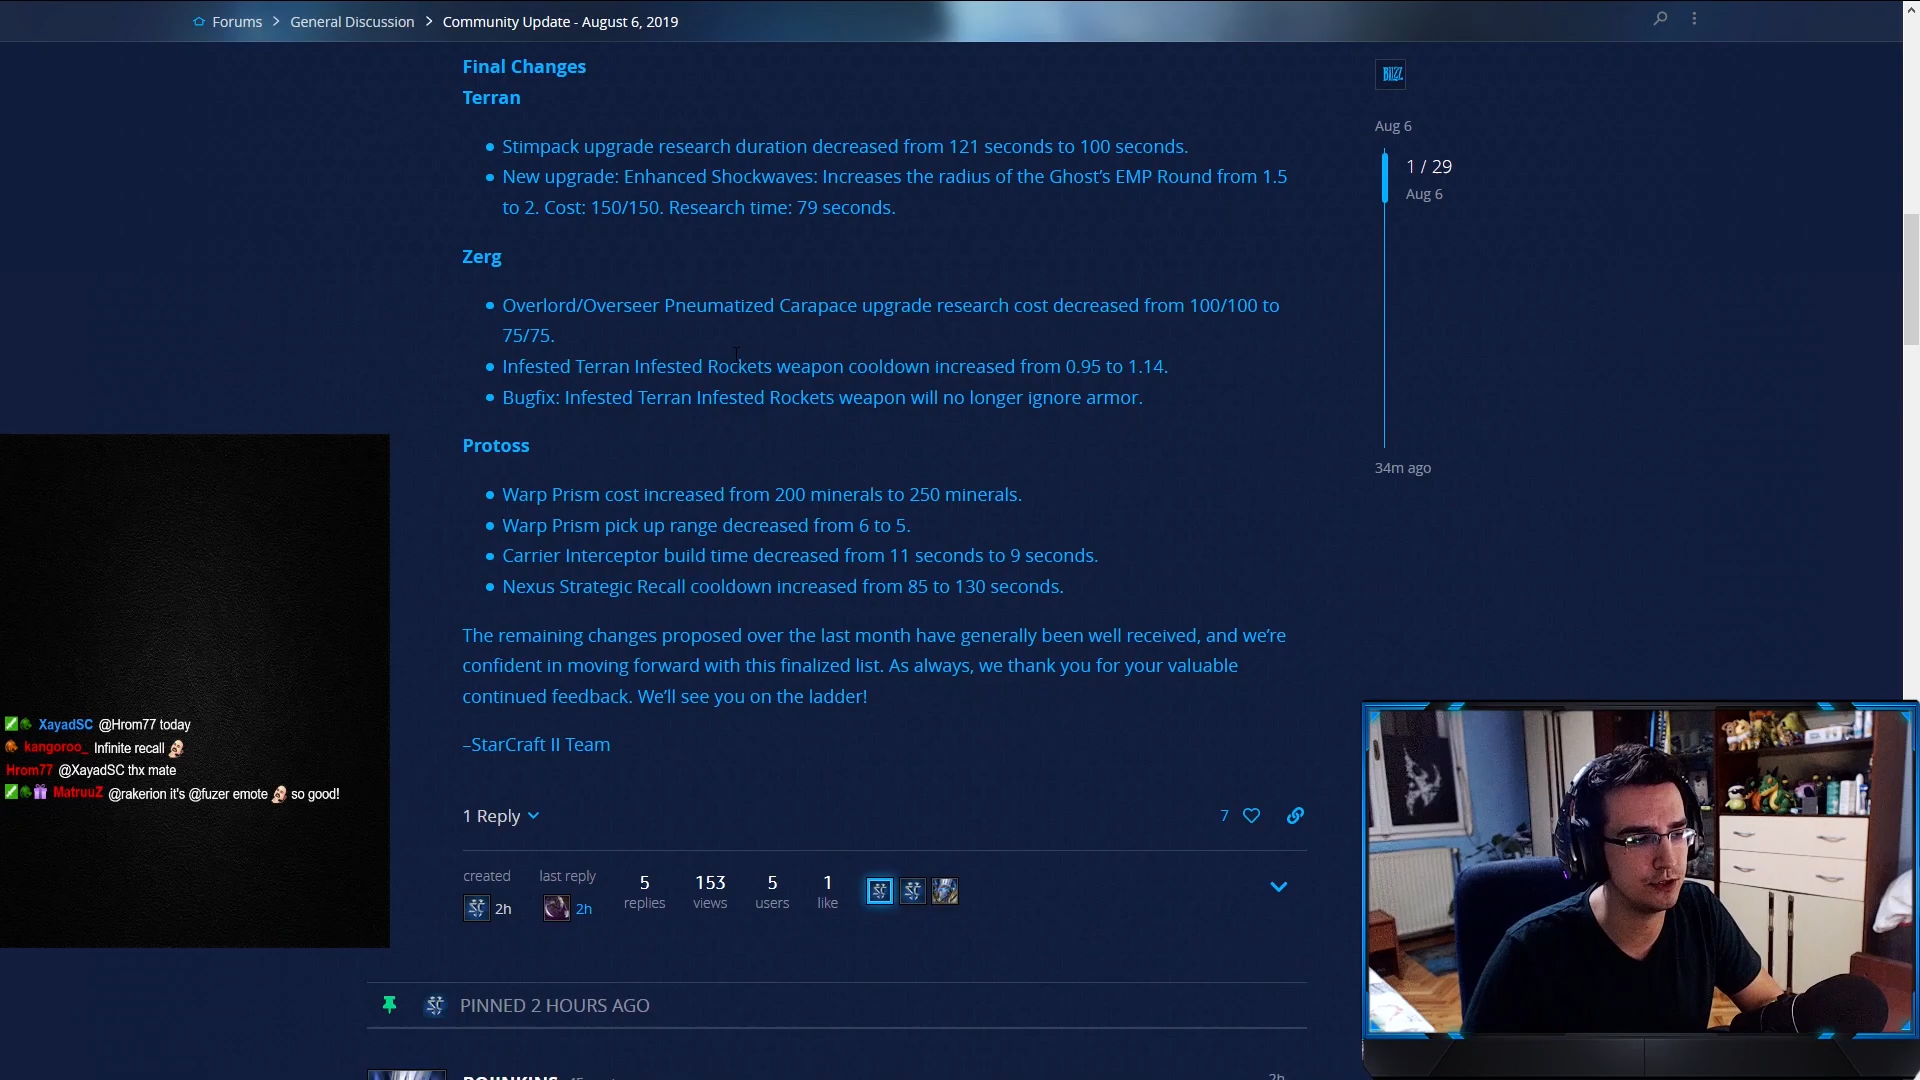 Forums > General Discussion > Community Update - August 6, 2019
Final Changes
Terran
Stimpack upgrade research duration decreased from 121 seconds to 100 seconds.
New upgrade: Enhanced Shockwaves: Increases the radius of the Ghost's EMP Round from 1.5
to 2. Cost: 150/150. Research time: 79 seconds.
Zerg
Overlord/Overseer Pneumatized Carapace upgrade research cost decreased from 100/100 to
75/75.
Infested Terran Infested Rockets weapon cooldown increased from 0.95 to 1.14.
Bugfix: Infested Terran Infested Rockets weapon will no longer ignore armor.
Protoss
Warp Prism cost increased from 200 minerals to 250 minerals.
Warp Prism pick up range decreased from 6 to 5.
Carrier Interceptor build time decreased from 11 seconds to 9 seconds.
Nexus Strategic Recall cooldown increased from 85 to 130 seconds.
The remaining changes proposed over the last month have generally been well received, and we're
confident in moving forward with this finalized list. As always, we thank you for your valuable
continued feedback. We'll see you on the ladder!
–StarCraft II Team
1 Reply
7
created
last reply
2h
2h
5
replies
153
views
5
users
1
like
PINNED 2 HOURS AGO
2h
BLIZZ
Aug 6
1 / 29
Aug 6
34m ago
XayadSC @Hrom77 today
kangoroo_ Infinite recall
Hrom77 @XayadSC thx mate
MatruuZ @rakerion it's @fuzer emote so good!